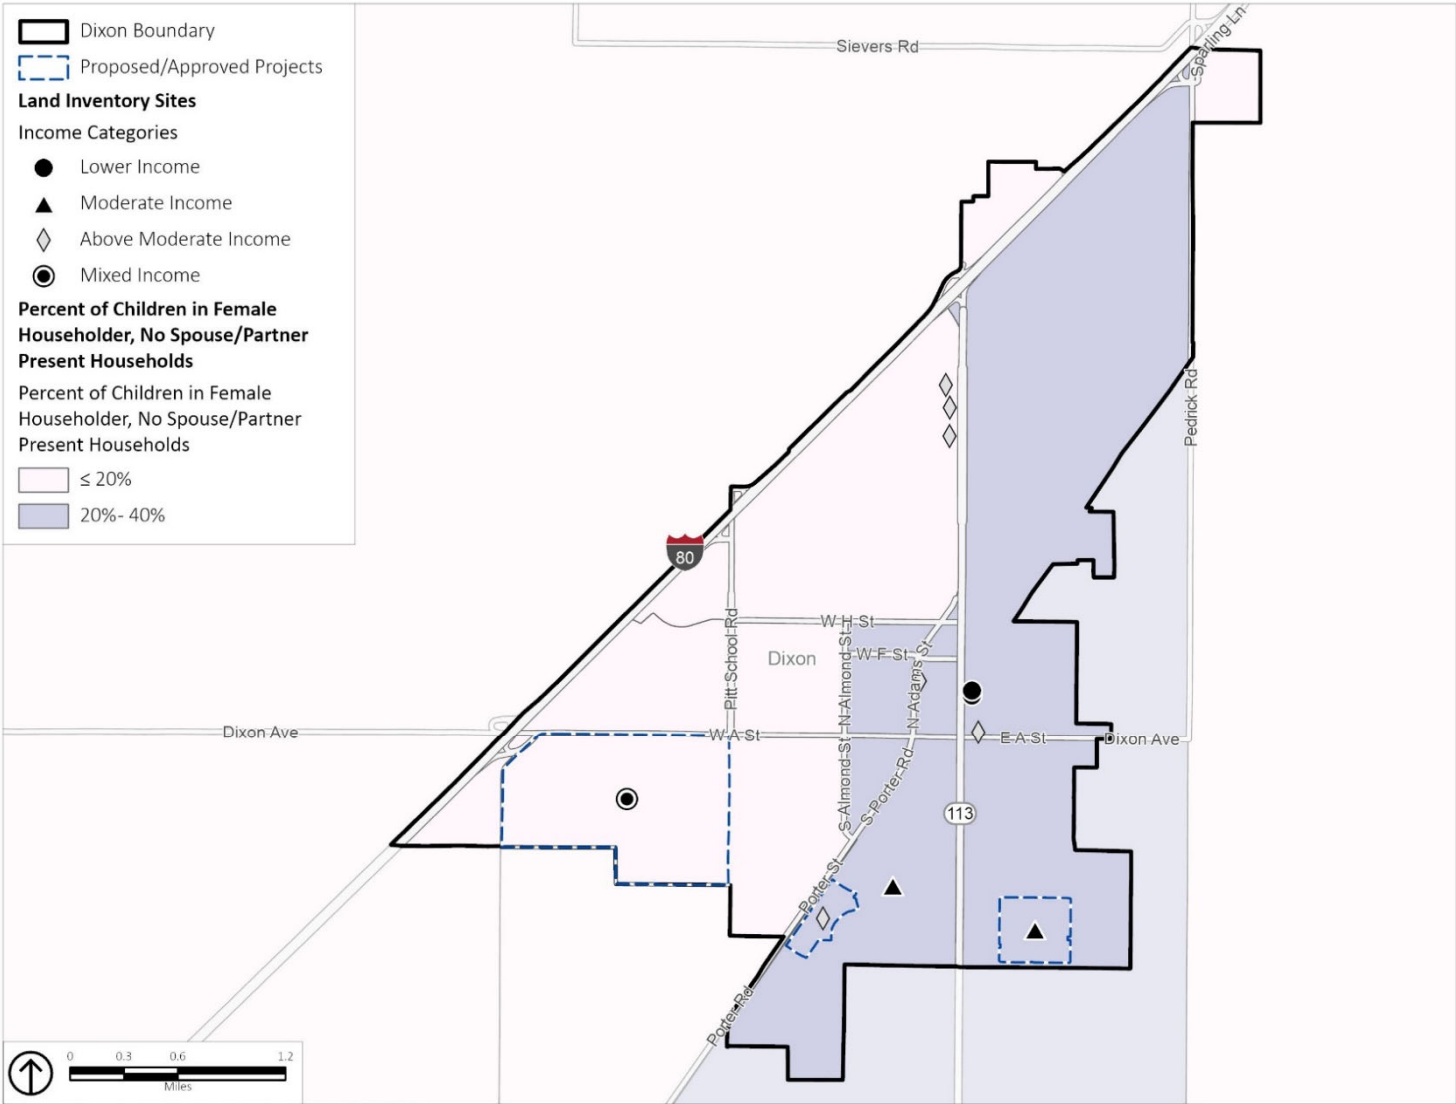 Dixon Boundary
Proposed/Approved Projects
Land Inventory Sites
Income Categories
Lower Income
Moderate Income
Above Moderate Income
Mixed Income
Percent of Children in Female
Householder, No Spouse/Partner
Present Households
Percent of Children in Female
Householder, No Spouse/Partner
Present Households
≤ 20%
20%- 40%
Sievers Rd
Sparling Ln
Pedrick Rd
80
Pitt School Rd
W H St
Dixon
W F St
N Almond St
N Adams St
Dixon Ave
W A St
E A St
Dixon Ave
S Almond St
S Porter Rd
113
Porter St
Porter Rd
0 0.3 0.6 1.2
Miles